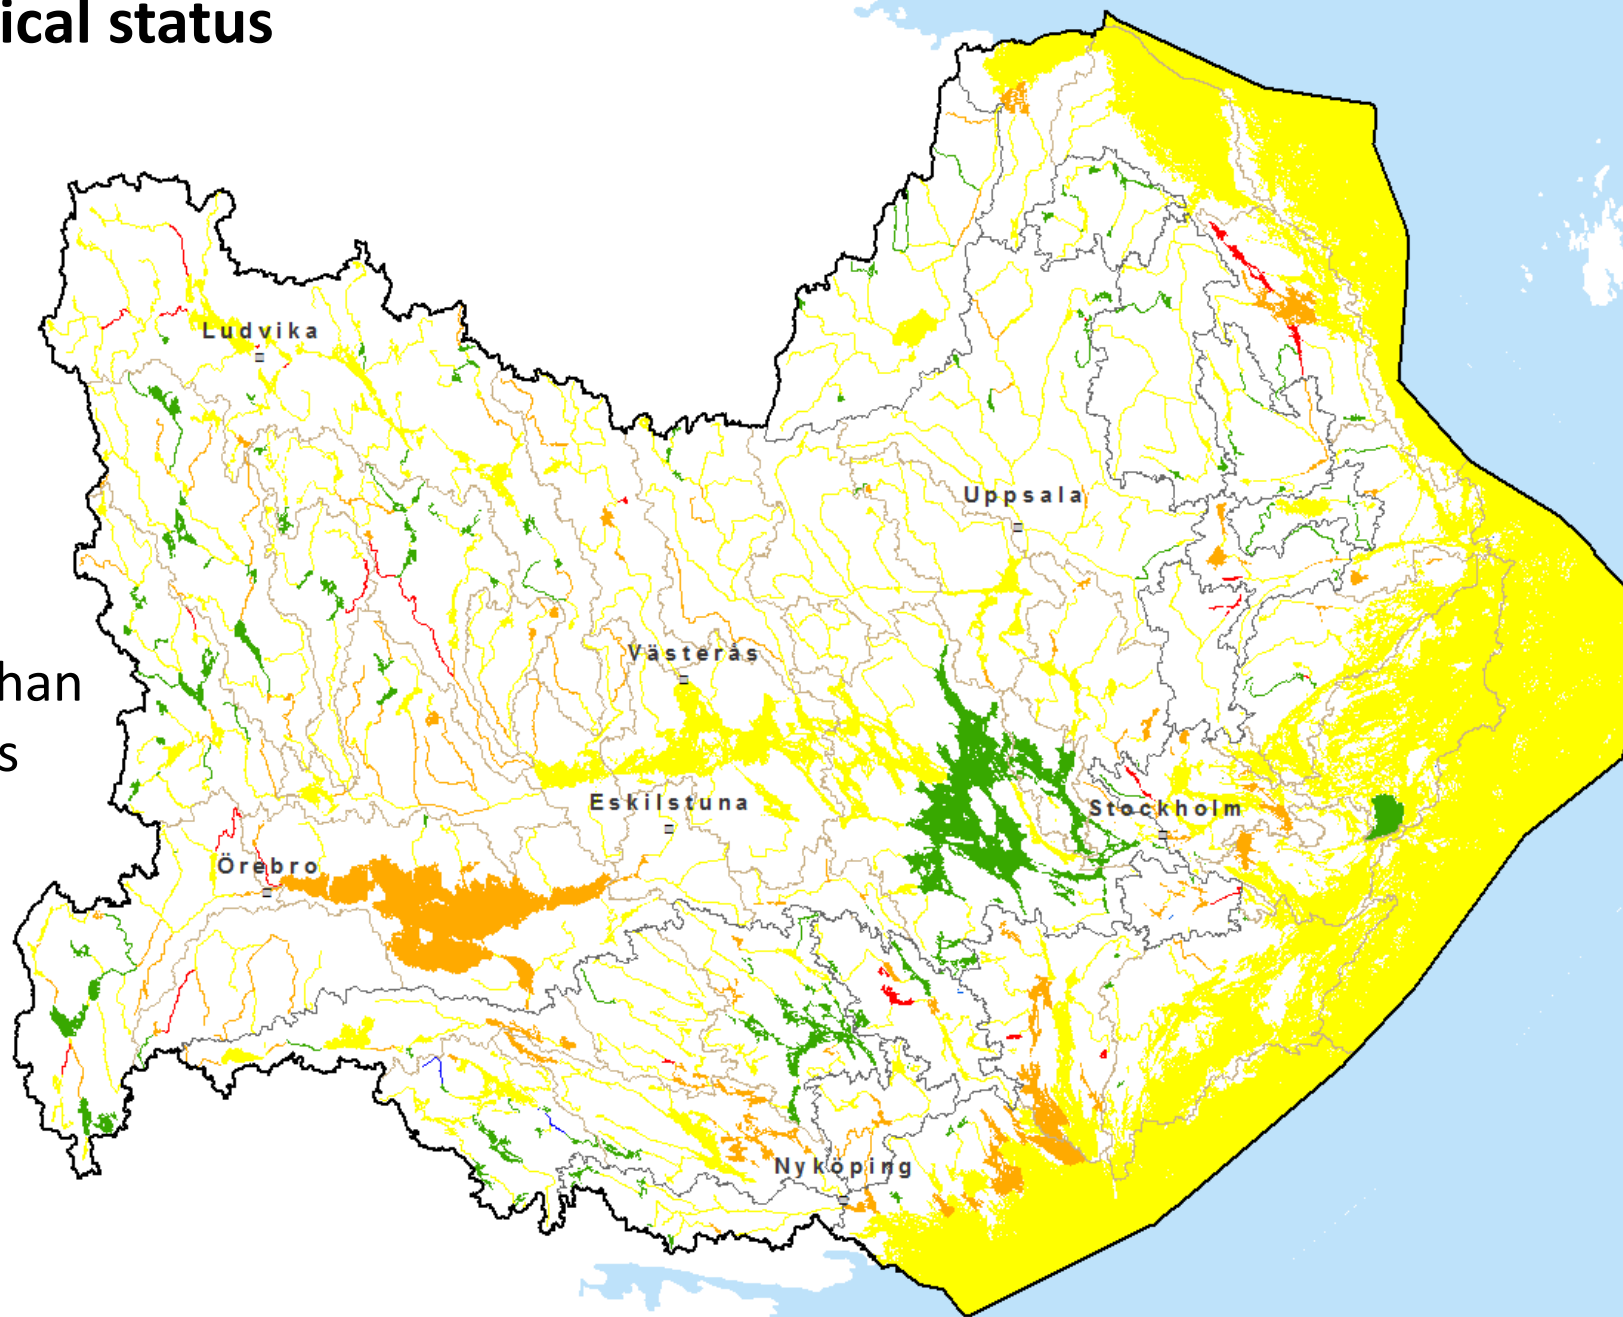 ical status
Ludvika
Uppsala
han
Västerås
s
Eskilstuna
Stockholm
Örebro
Nyköping